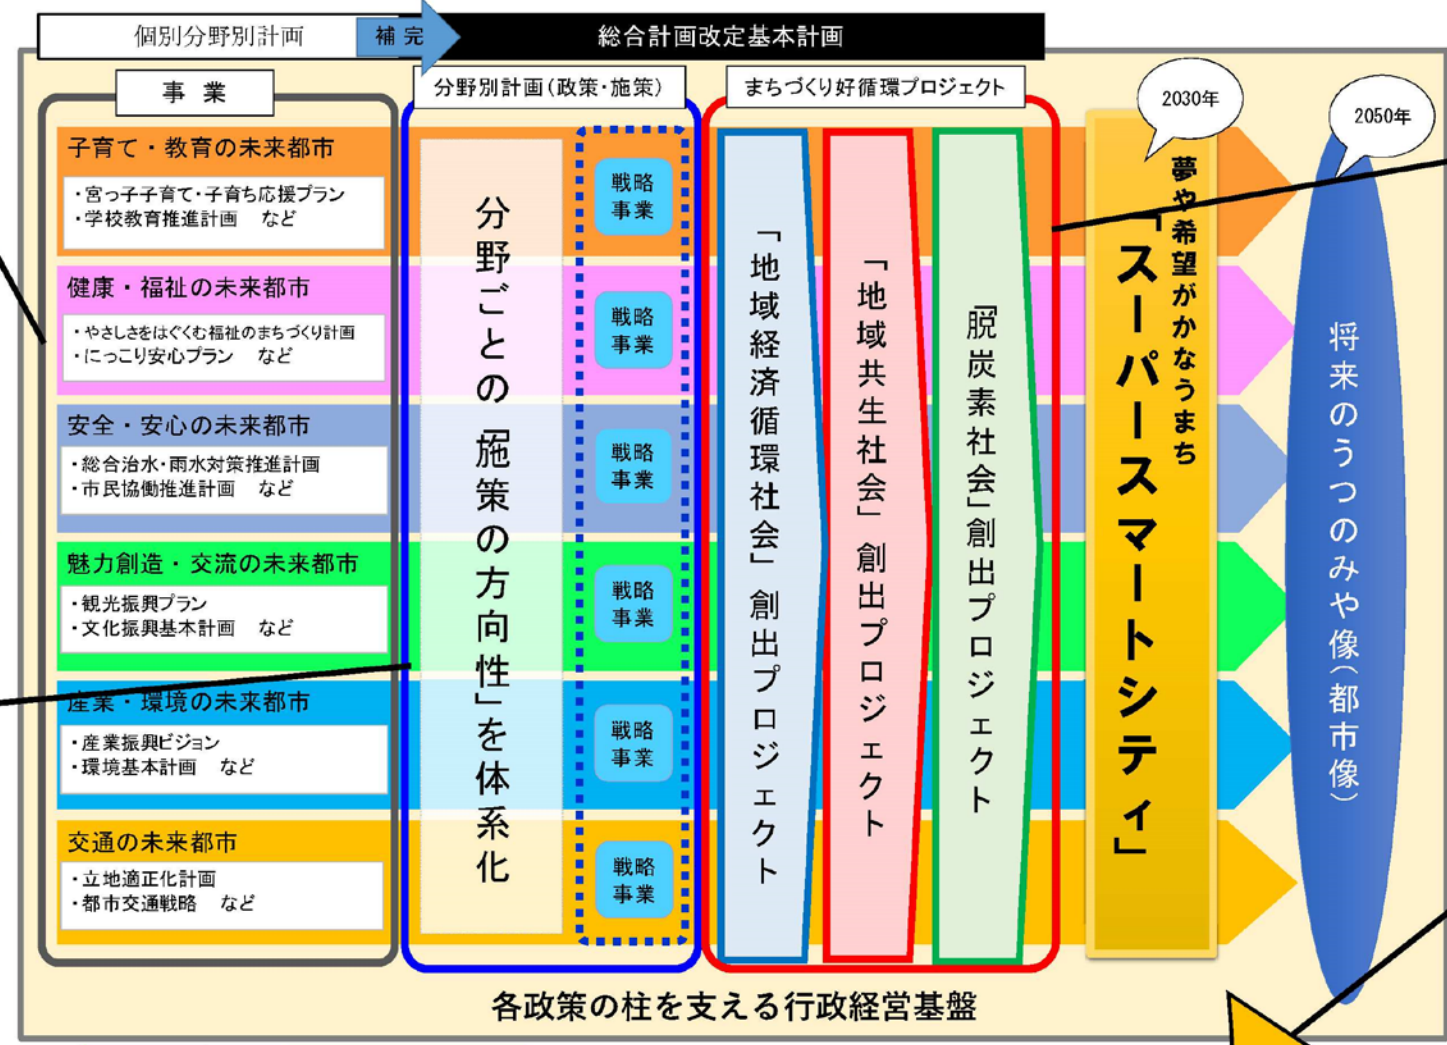 個別分野別計画
補完
総合計画改定基本計画
事業
分野別計画（政策・施策）
まちづくり好循環プロジェクト
2030年
2050年
子育て・教育の未来都市
・宮っ子子育て・子育ち応援プラン
・学校教育推進計画　など
健康・福祉の未来都市
・やさしさをはぐくむ福祉のまちづくり計画
・にっこり安心プラン　など
安全・安心の未来都市
・総合治水・雨水対策推進計画
・市民協働推進計画　など
魅力創造・交流の未来都市
・観光振興プラン
・文化振興基本計画　など
産業・環境の未来都市
・産業振興ビジョン
・環境基本計画　など
交通の未来都市
・立地適正化計画
・都市交通戦略　など
分野ごとの「施策の方向性」を体系化
戦略
事業
戦略
事業
戦略
事業
戦略
事業
戦略
事業
戦略
事業
「地域経済循環社会」創出プロジェクト
「地域共生社会」創出プロジェクト
「脱炭素社会」創出プロジェクト
夢や希望がかなうまち
「スーパースマートシティ」
将来のうつのみや像（都市像）
各政策の柱を支える行政経営基盤